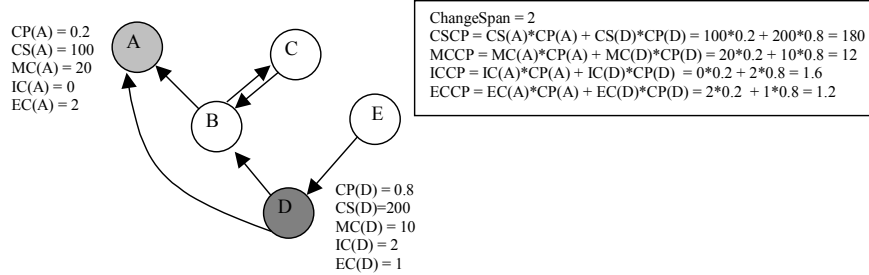 CP(A) = 0.2
CS(A) = 100
MC(A) = 20
IC(A) = 0
EC(A) = 2
A
C
B
E
D
CP(D) = 0.8
CS(D)=200
MC(D) = 10
IC(D) = 2
EC(D) = 1
ChangeSpan = 2
CSCP = CS(A)*CP(A) + CS(D)*CP(D) = 100*0.2 + 200*0.8 = 180
MCCP = MC(A)*CP(A) + MC(D)*CP(D) = 20*0.2 + 10*0.8 = 12
ICCP = IC(A)*CP(A) + IC(D)*CP(D) = 0*0.2 + 2*0.8 = 1.6
ECCP = EC(A)*CP(A) + EC(D)*CP(D) = 2*0.2 + 1*0.8 = 1.2